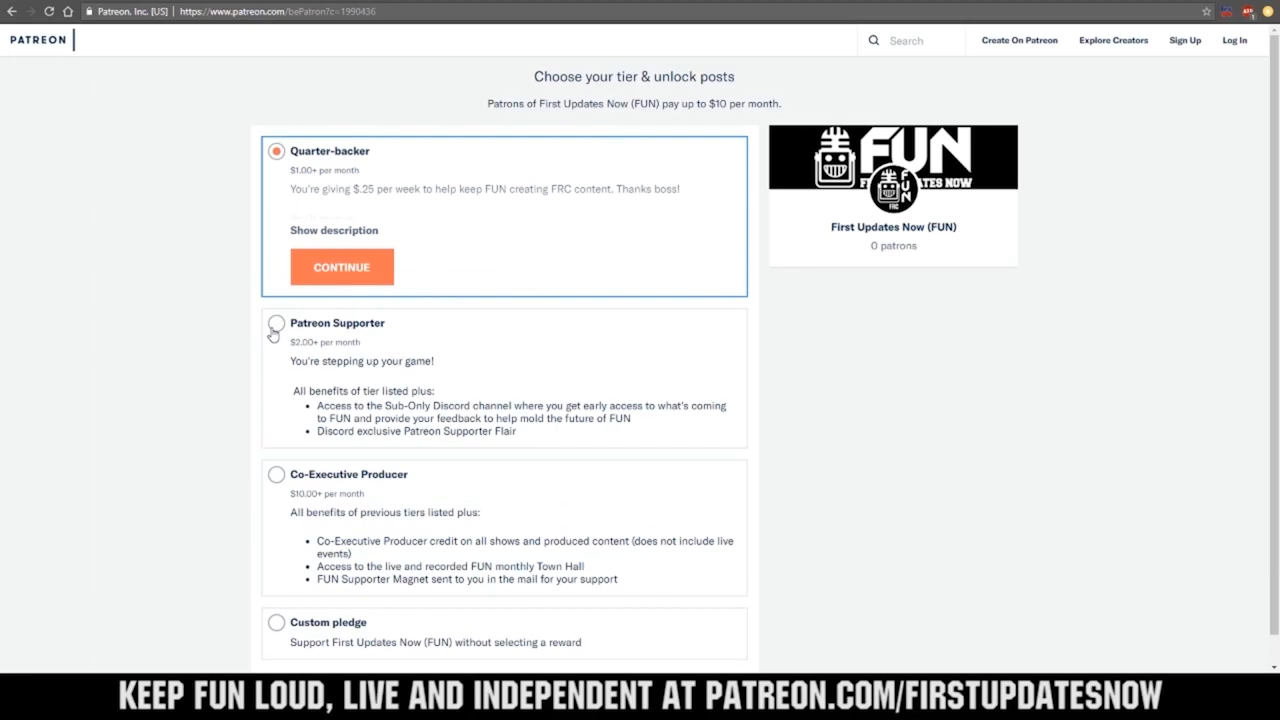 Patreon, Inc. [US] | https://www.patreon.com/bePatron?c=1990436
PATREON
Search
Create On Patreon
Explore Creators
Sign Up
Log In
Choose your tier & unlock posts
Patrons of First Updates Now (FUN) pay up to $10 per month.
Quarter-backer
$1.00+ per month
You're giving $.25 per week to help keep FUN creating FRC content. Thanks boss!
Show description
CONTINUE
FUN
FUN
FRC
First Updates Now (FUN)
0 patrons
Patreon Supporter
$2.00+ per month
You're stepping up your game!
All benefits of tier listed plus:
• Access to the Sub-Only Discord channel where you get early access to what's coming
to FUN and provide your feedback to help mold the future of FUN
• Discord exclusive Patreon Supporter Flair
Co-Executive Producer
$10.00+ per month
All benefits of previous tiers listed plus:
• Co-Executive Producer credit on all shows and produced content (does not include live
events)
• Access to the live and recorded FUN monthly Town Hall
• FUN Supporter Magnet sent to you in the mail for your support
Custom pledge
Support First Updates Now (FUN) without selecting a reward
KEEP FUN LOUD, LIVE AND INDEPENDENT AT PATREON.COM/FIRSTUPDATESNOW